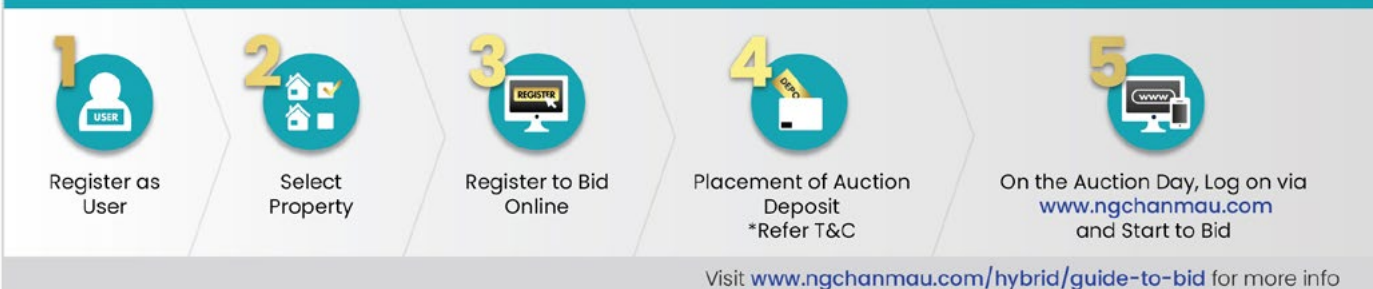 1
USER
Register as
User
2
Select
Property
3
REGISTER
Register to Bid
Online
4
DEPO
Placement of Auction
Deposit
*Refer T&C
5
www
On the Auction Day, Log on via
www.ngchanmau.com
and Start to Bid
Visit www.ngchanmau.com/hybrid/guide-to-bid for more info